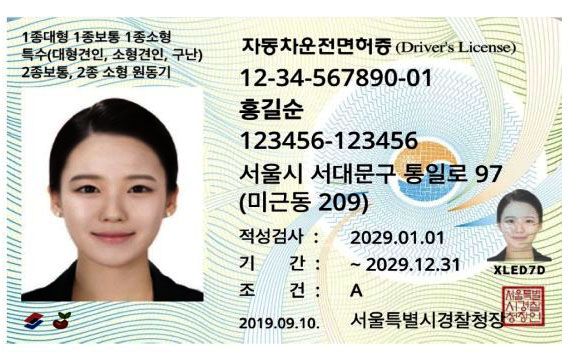 1종대형 1종보통 1종소형
특수(대형견인, 소형견인, 구난)
2종보통, 2종 소형 원동기
자동차운전면허증 (Driver's License)
12-34-567890-01
홍길순
123456-123456
서울시 서대문구 통일로 97
(미근동 209)
적성검사 : 2029.01.01
기 간 : ~ 2029.12.31
조 건 : A
XLED7D
2019.09.10. 서울특별시경찰청장
서울특별
시경찰
청장인